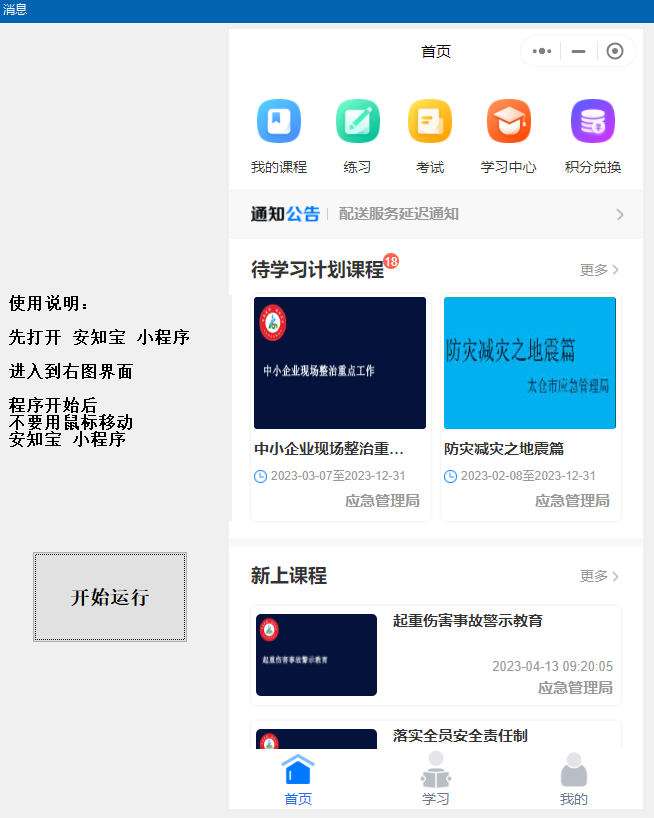 消息
首页
我的课程
练习
考试
学习中心
积分兑换
通知公告
配送服务延迟通知
待学习计划课程
18
更多
使用说明：
先打开 安知宝 小程序
进入到右图界面
程序开始后
不要用鼠标移动
安知宝 小程序
开始运行
中小企业现场整治重点工作
防灾减灾之地震篇
太仓市应急管理局
中小企业现场整治重...
防灾减灾之地震篇
2023-03-07至2023-12-31
2023-02-08至2023-12-31
应急管理局
应急管理局
新上课程
更多
起重伤害事故警示教育
起重伤害事故警示教育
2023-04-13 09:20:05
应急管理局
落实全员安全责任制
首页
学习
我的